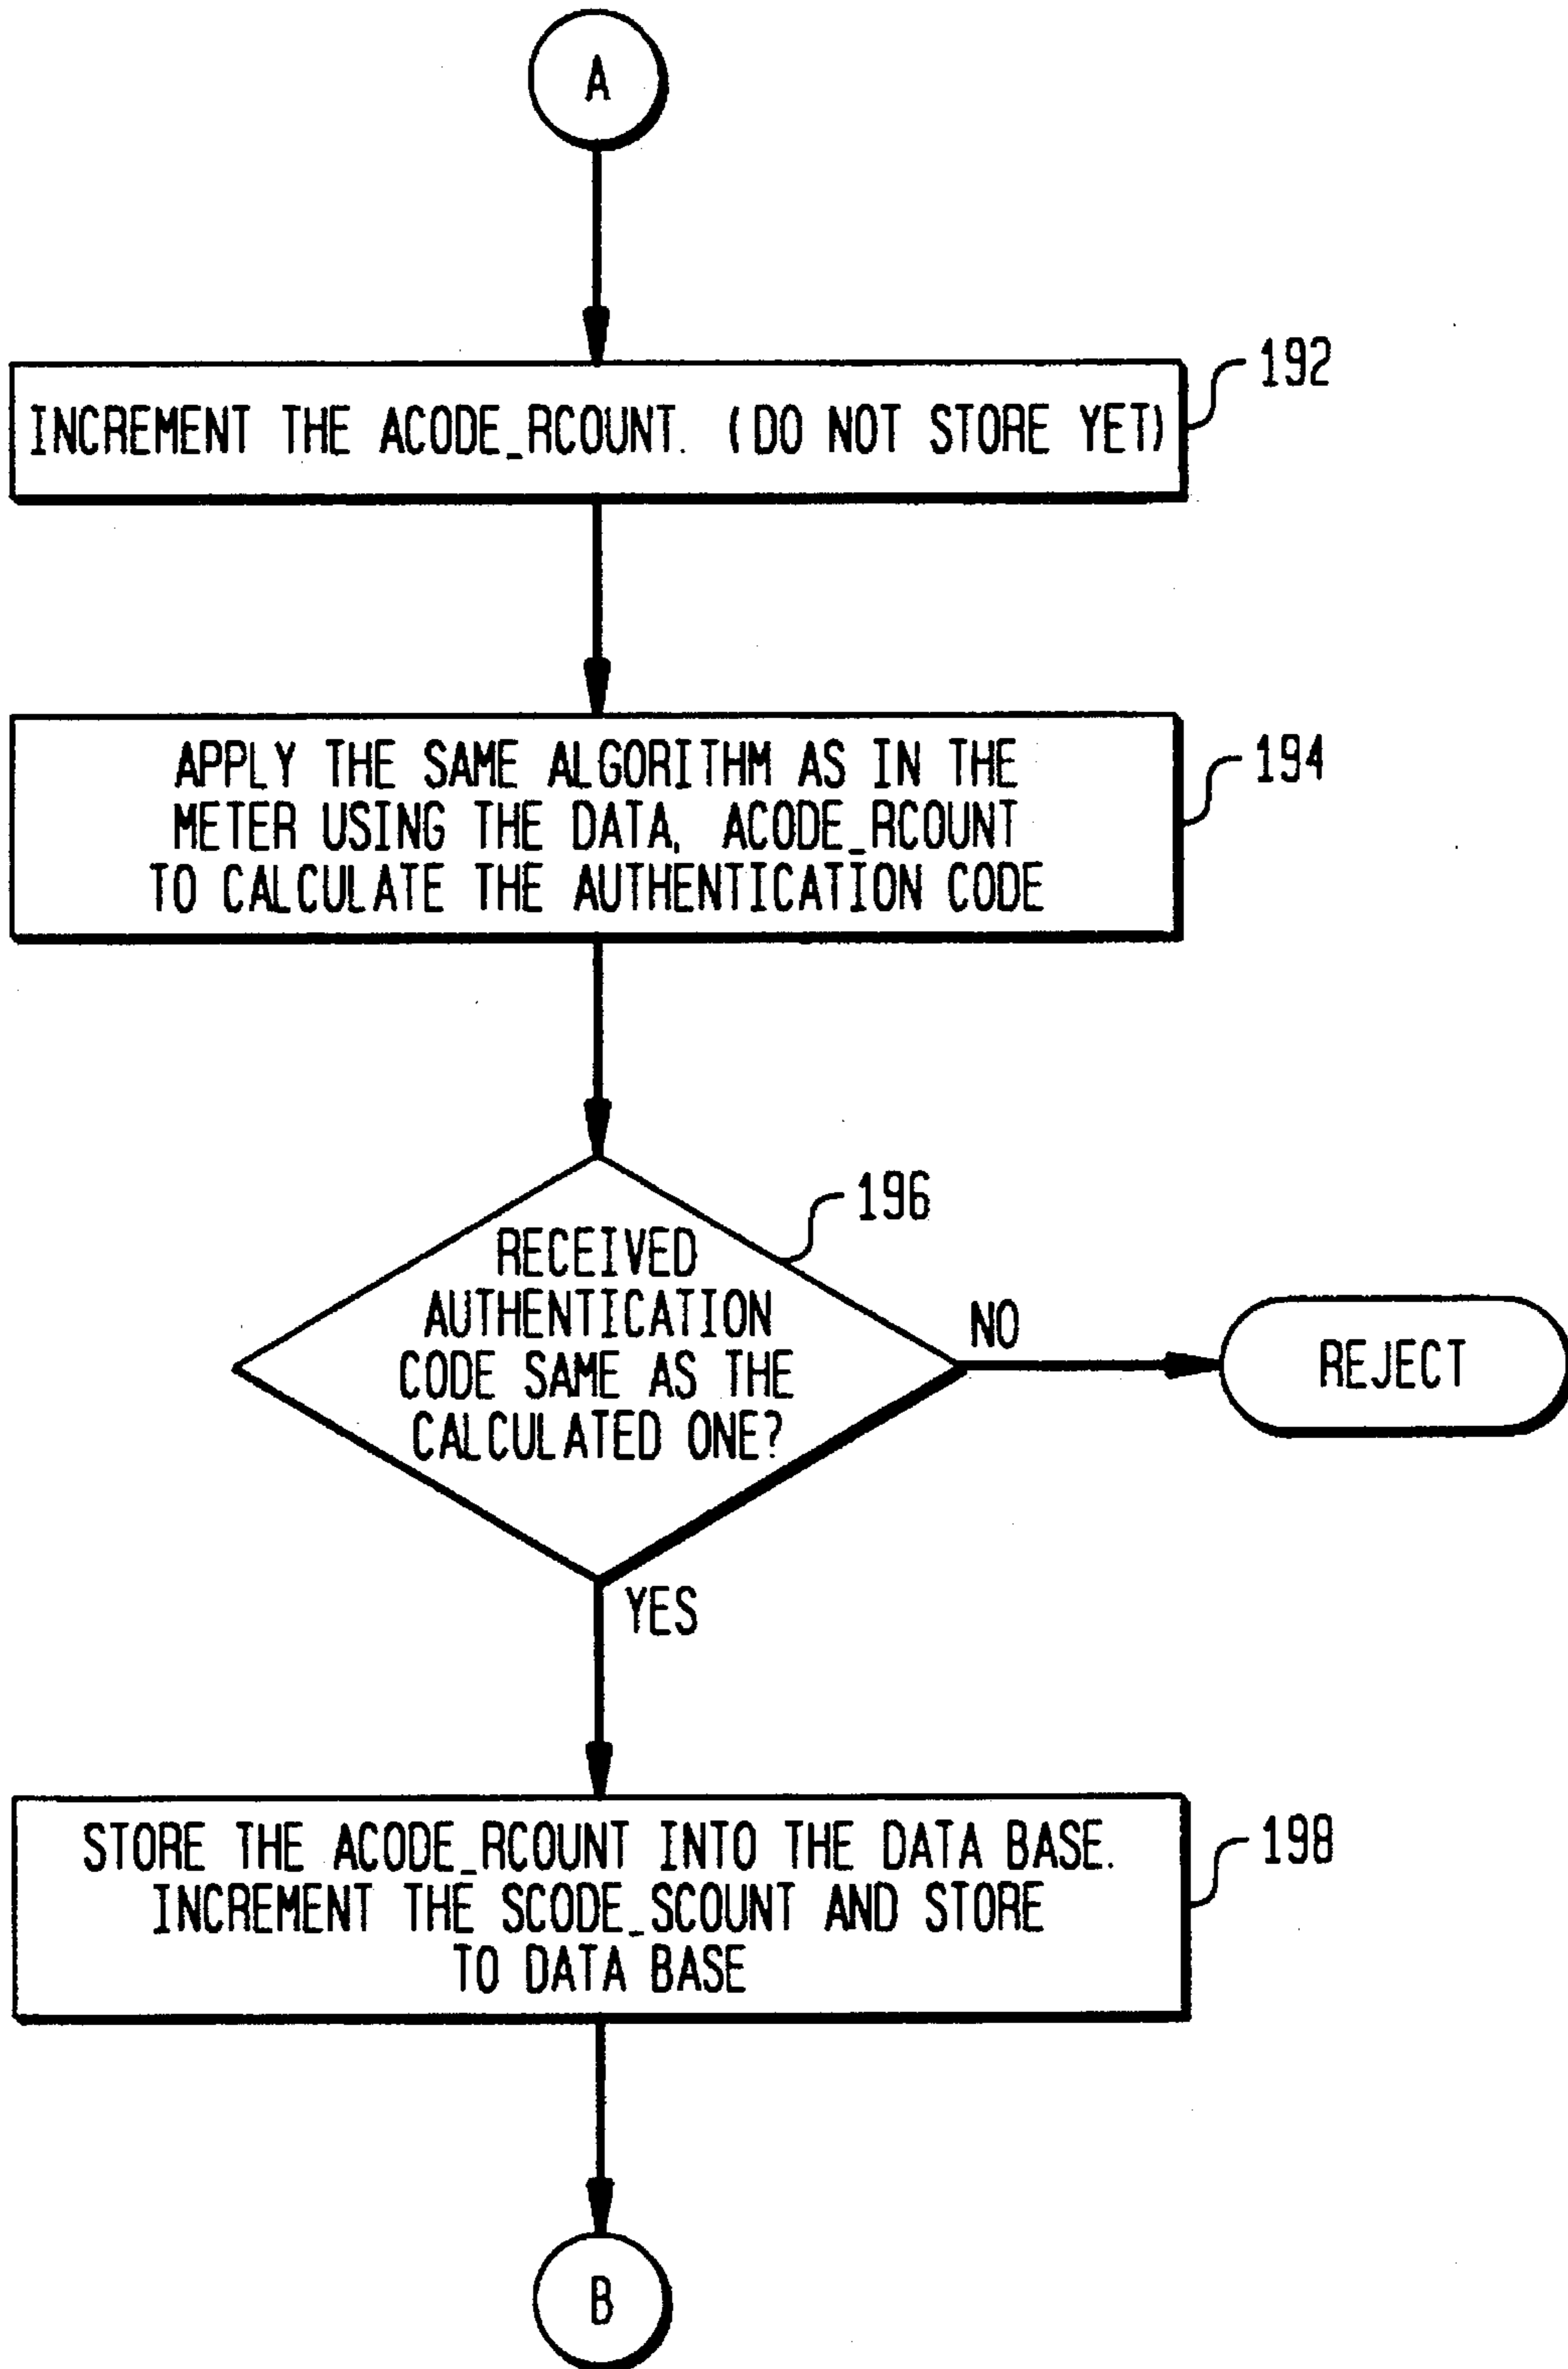 A
192
INCREMENT THE ACODE_RCOUNT. (DO NOT STORE YET)
194
APPLY THE SAME ALGORITHM AS IN THE
METER USING THE DATA, ACODE_RCOUNT
TO CALCULATE THE AUTHENTICATION CODE
196
RECEIVED
AUTHENTICATION
CODE SAME AS THE
CALCULATED ONE?
NO
REJECT
YES
198
STORE THE ACODE_RCOUNT INTO THE DATA BASE.
INCREMENT THE SCODE_SCOUNT AND STORE
TO DATA BASE
B